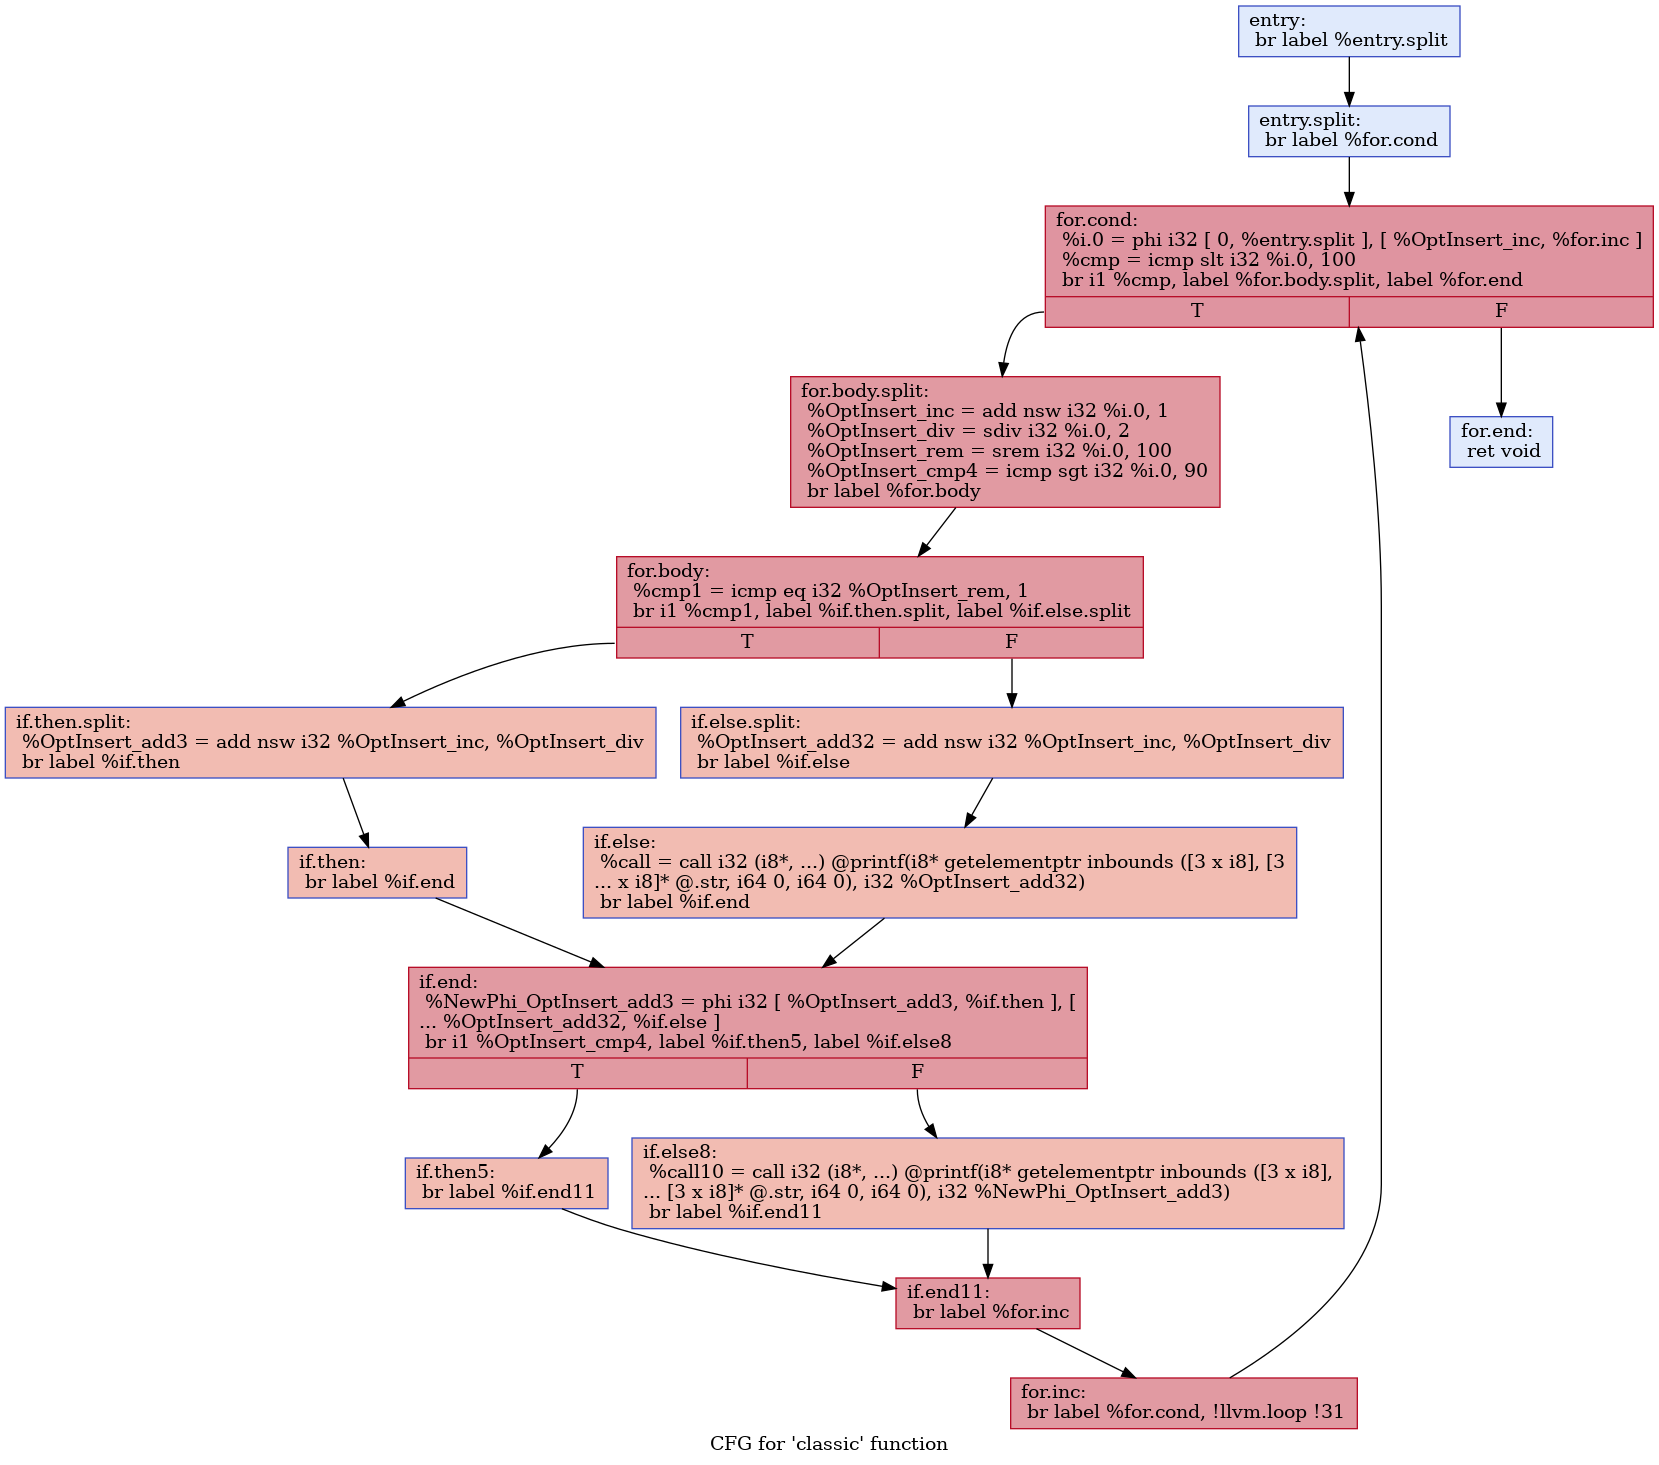 entry:
br label %entry.split
entry.split:
br label %for.cond
for.cond:
%i.0 = phi i32 [ 0, %entry.split ], [ %OptInsert_inc, %for.inc ]
%cmp = icmp slt i32 %i.0, 100
br i1 %cmp, label %for.body.split, label %for.end
T F
for.body.split:
%OptInsert_inc = add nsw i32 %i.0, 1
%OptInsert_div = sdiv i32 %i.0, 2
%OptInsert_rem = srem i32 %i.0, 100
%OptInsert_cmp4 = icmp sgt i32 %i.0, 90
br label %for.body
for.end:
ret void
for.body:
%cmp1 = icmp eq i32 %OptInsert_rem, 1
br i1 %cmp1, label %if.then.split, label %if.else.split
T F
if.then.split:
%OptInsert_add3 = add nsw i32 %OptInsert_inc, %OptInsert_div
br label %if.then
if.else.split:
%OptInsert_add32 = add nsw i32 %OptInsert_inc, %OptInsert_div
br label %if.else
if.then:
br label %if.end
if.else:
%call = call i32 (i8*, ...) @printf(i8* getelementptr inbounds ([3 x i8], [3
... x i8]* @.str, i64 0, i64 0), i32 %OptInsert_add32)
br label %if.end
if.end:
%NewPhi_OptInsert_add3 = phi i32 [ %OptInsert_add3, %if.then ], [
... %OptInsert_add32, %if.else ]
br i1 %OptInsert_cmp4, label %if.then5, label %if.else8
T F
if.then5:
br label %if.end11
if.else8:
%call10 = call i32 (i8*, ...) @printf(i8* getelementptr inbounds ([3 x i8],
... [3 x i8]* @.str, i64 0, i64 0), i32 %NewPhi_OptInsert_add3)
br label %if.end11
if.end11:
br label %for.inc
for.inc:
br label %for.cond, !llvm.loop !31
CFG for 'classic' function